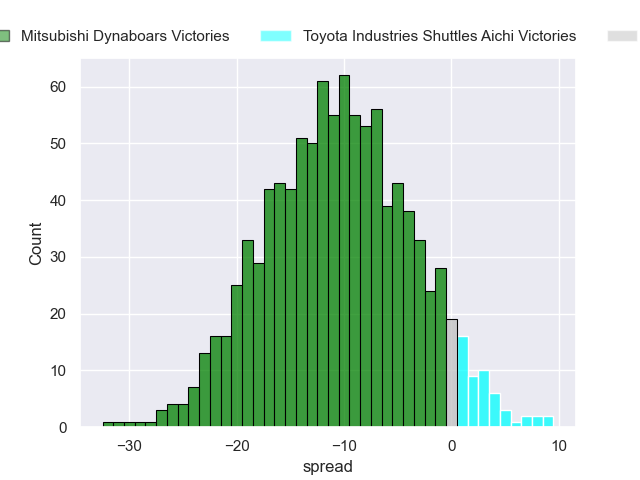 Mitsubishi Dynaboars Victories Toyota Industries Shuttles Aichi Victories
60
50
40
30
20
10
0
Count
−30 −20 −10 0 10
spread